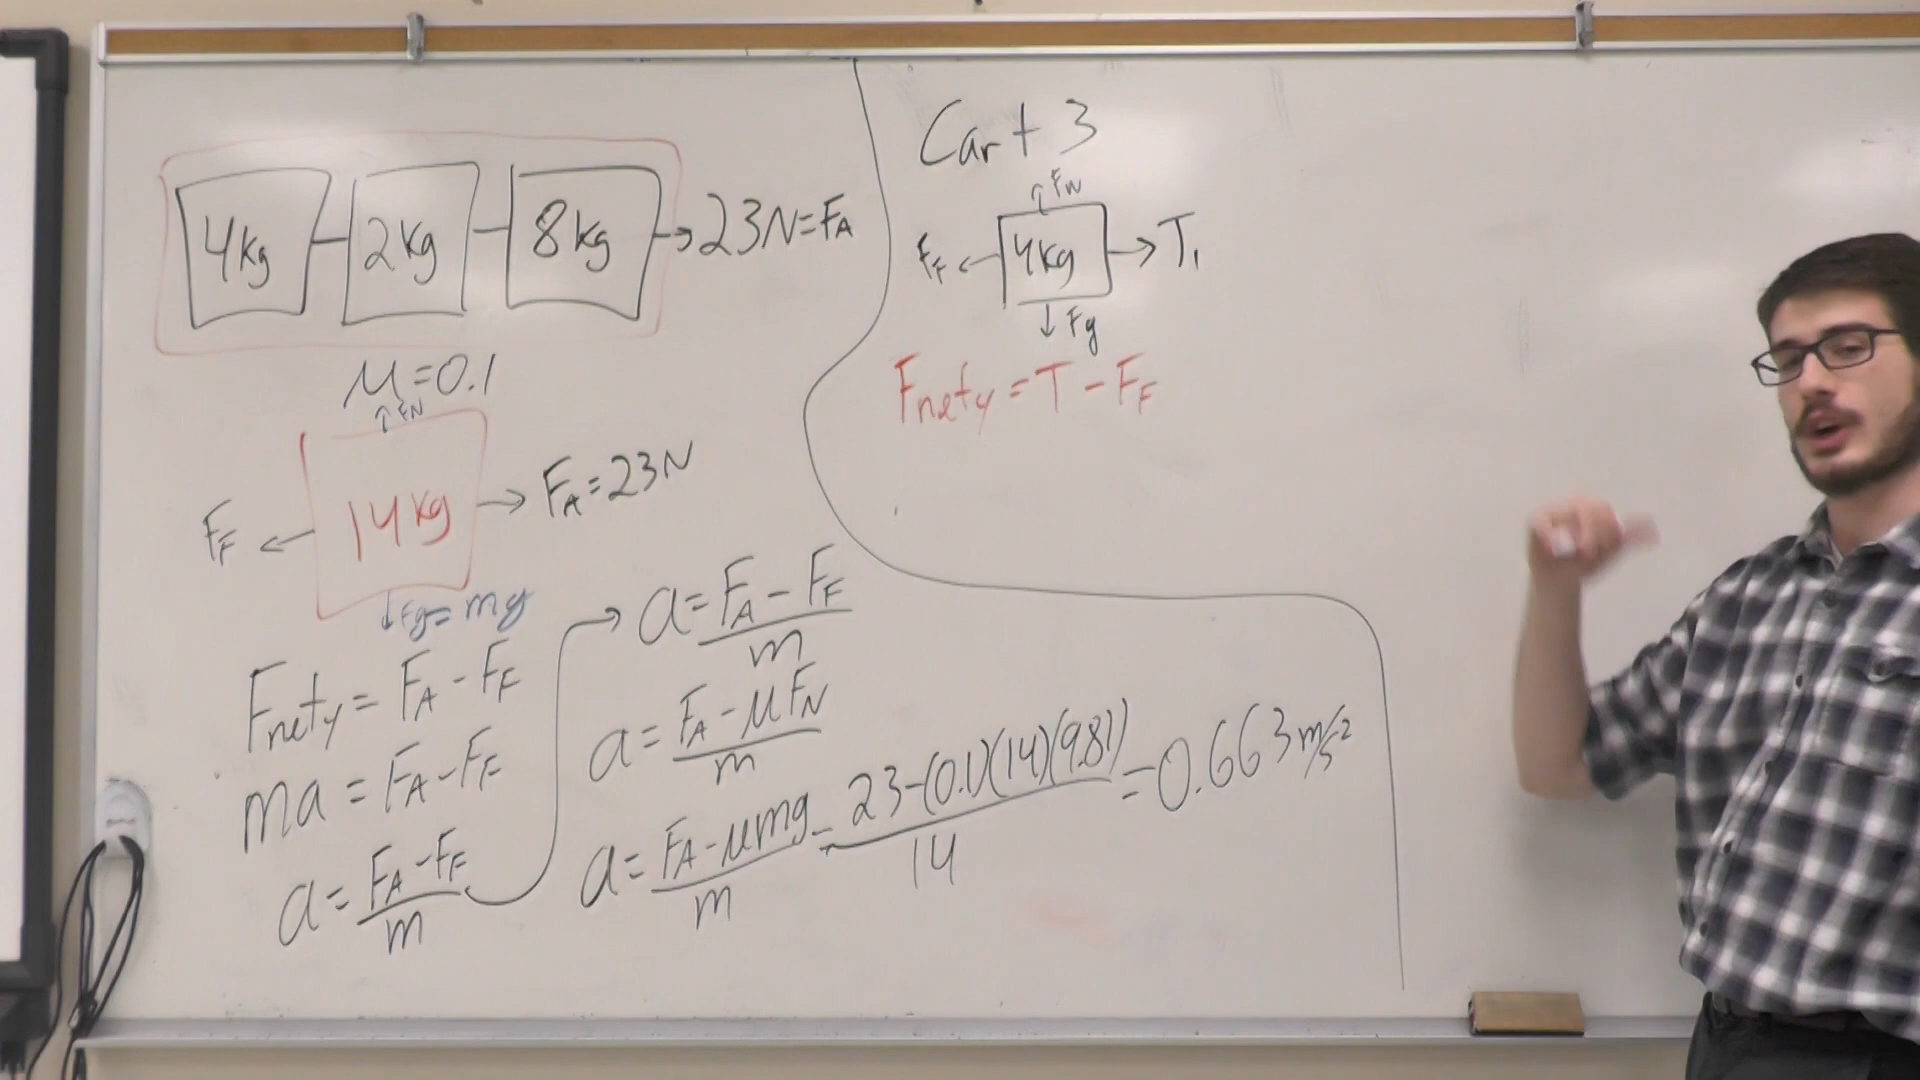 4kg 2kg 8kg → 23N = FA
μ = 0.1
↑ FN
FF ← 14kg → FA = 23N
↓ Fg = mg
Fnety = FA - FF
ma = FA - FF
a = FA - FF / m
a = FA - FF / m
a = FA - μFN / m
a = FA - μmg / m = 23 - (0.1)(14)(9.81) / 14 = 0.663 m/s^2
Cart 3
↑ FN
FF ← 4kg → T1
↓ Fg
Fnety = T - FF